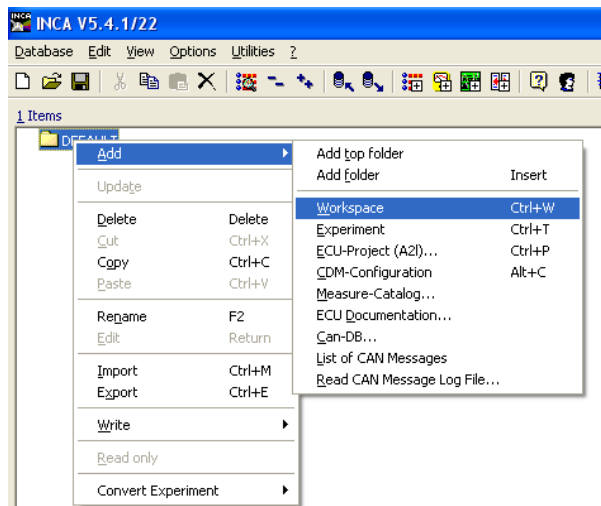 INCA V5.4.1/22
Database Edit View Options Utilities ?
1 Items
DEFAULT
Add
Update
Delete Delete
Cut Ctrl+X
Copy Ctrl+C
Paste Ctrl+V
Rename F2
Edit Return
Import Ctrl+M
Export Ctrl+E
Write
Read only
Convert Experiment
Add top folder
Add folder Insert
Workspace Ctrl+W
Experiment Ctrl+T
ECU-Project (A2l)... Ctrl+P
CDM-Configuration Alt+C
Measure-Catalog...
ECU Documentation...
Can-DB...
List of CAN Messages
Read CAN Message Log File...